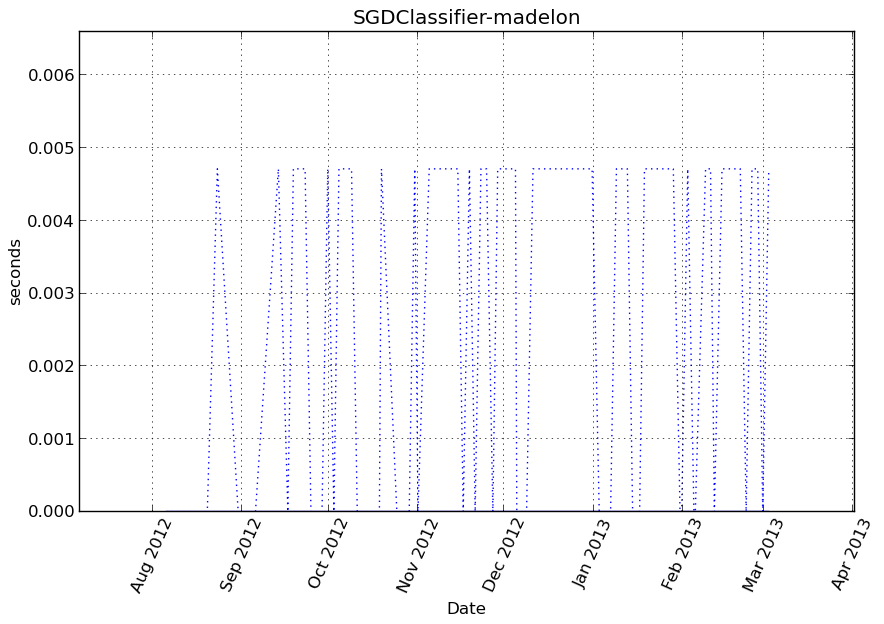 SGDClassifier-madelon
0.006
0.005
0.004
0.003
0.002
0.001
0.000
seconds
Aug 2012
Sep 2012
Oct 2012
Nov 2012
Dec 2012
Jan 2013
Feb 2013
Mar 2013
Apr 2013
Date